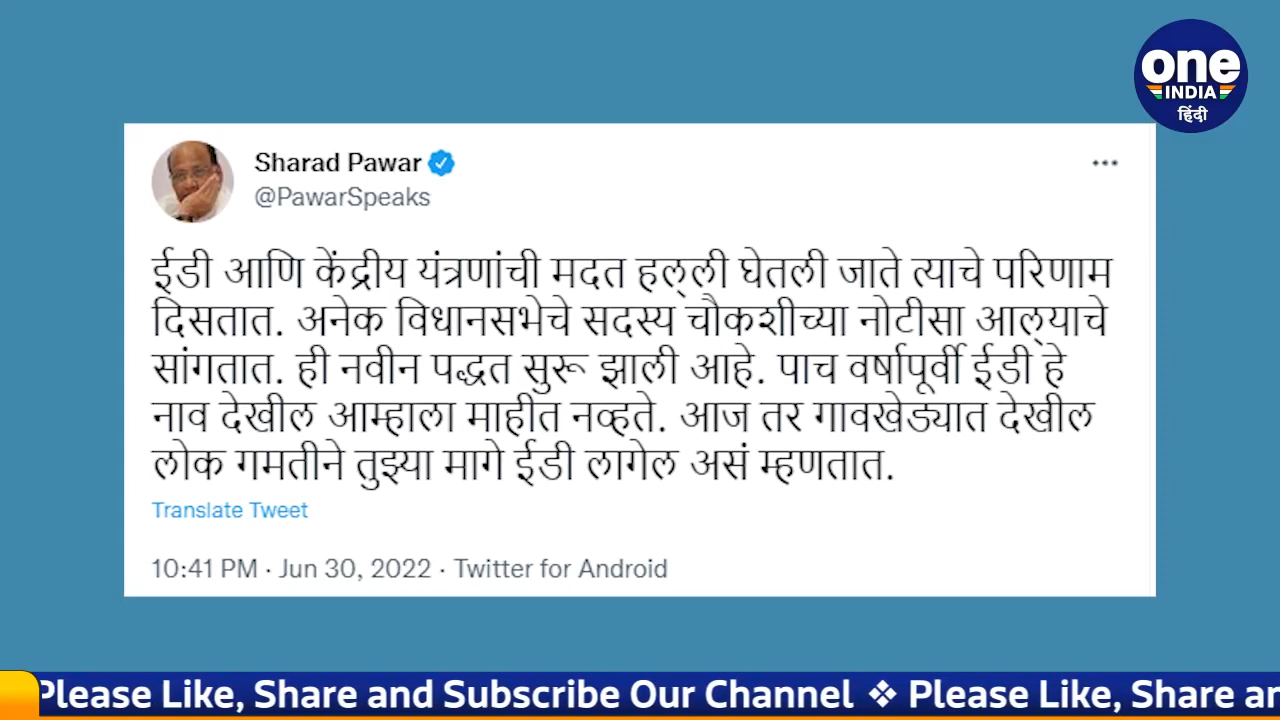 one
INDIA
हिंदी
Sharad Pawar
@PawarSpeaks
ईडी आणि केंद्रीय यंत्रणांची मदत हल्ली घेतली जाते त्याचे परिणाम
दिसतात. अनेक विधानसभेचे सदस्य चौकशीच्या नोटीसा आल्याचे
सांगतात. ही नवीन पद्धत सुरू झाली आहे. पाच वर्षापूर्वी ईडी हे
नाव देखील आम्हाला माहीत नव्हते. आज तर गावखेड्यात देखील
लोक गमतीने तुझ्या मागे ईडी लागेल असं म्हणतात.
Translate Tweet
10:41 PM · Jun 30, 2022 · Twitter for Android
Please Like, Share and Subscribe Our Channel ❖ Please Like, Share ar